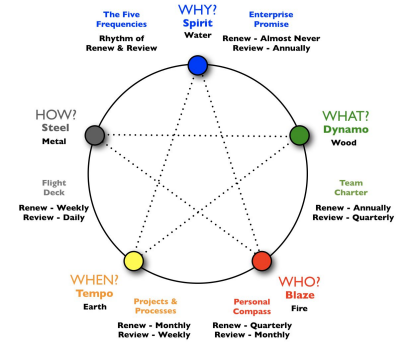 The Five
Frequencies
Rhythm of
Renew & Review
WHY?
Spirit
Water
Enterprise
Promise
Renew - Almost Never
Review - Annually
HOW?
Steel
Metal
WHAT?
Dynamo
Wood
Flight
Deck
Renew - Weekly
Review - Daily
Team
Charter
Renew - Annually
Review - Quarterly
WHEN?
Tempo
Earth
Projects &
Processes
Renew - Monthly
Review - Weekly
Personal
Compass
Renew - Quarterly
Review - Monthly
WHO?
Blaze
Fire